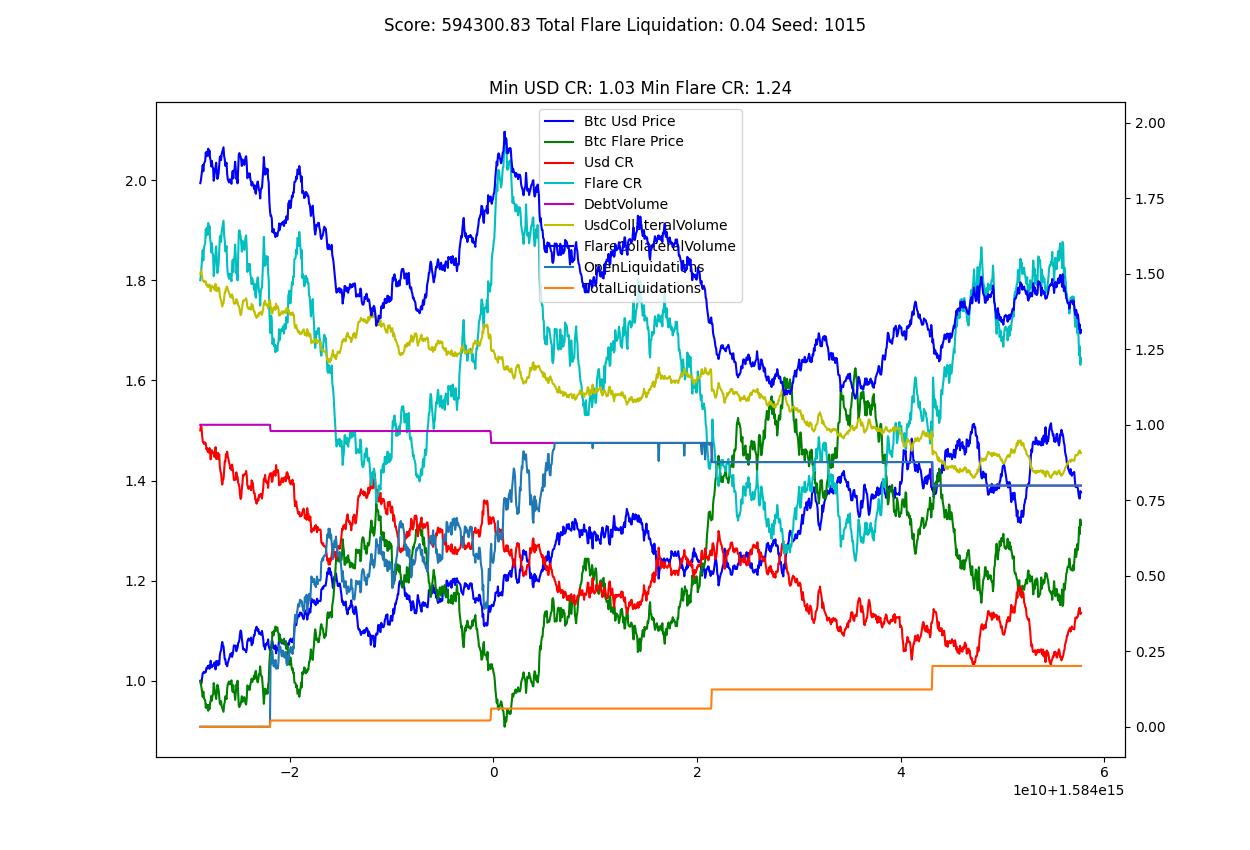 Score: 594300.83 Total Flare Liquidation: 0.04 Seed: 1015
Min USD CR: 1.03 Min Flare CR: 1.24
Btc Usd Price
Btc Flare Price
Usd CR
Flare CR
DebtVolume
UsdCollateralVolume
FlareCollateralVolume
OpenLiquidations
TotalLiquidations
2.0
1.8
1.6
1.4
1.2
1.0
2.00
1.75
1.50
1.25
1.00
0.75
0.50
0.25
0.00
−2 0 2 4 6
1e10+1.584e15